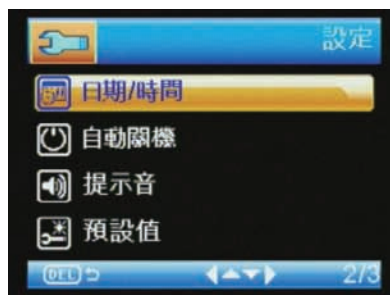 設定
日期/時間
自動關機
提示音
預設值
DEL 2/3